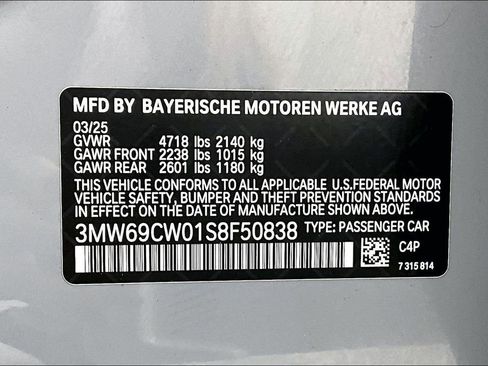 MFD BY BAYERISCHE MOTOREN WERKE AG
03/25
GVWR 4718 lbs 2140 kg
GAWR FRONT 2238 lbs 1015 kg
GAWR REAR 2601 lbs 1180 kg
THIS VEHICLE CONFORMS TO ALL APPLICABLE U.S.FEDERAL MOTOR
VEHICLE SAFETY, BUMPER, AND THEFT PREVENTION STANDARDS
IN EFFECT ON THE DATE OF MANUFACTURE SHOWN ABOVE.
3MW69CW01S8F50838 TYPE: PASSENGER CAR
C4P
7 315 814